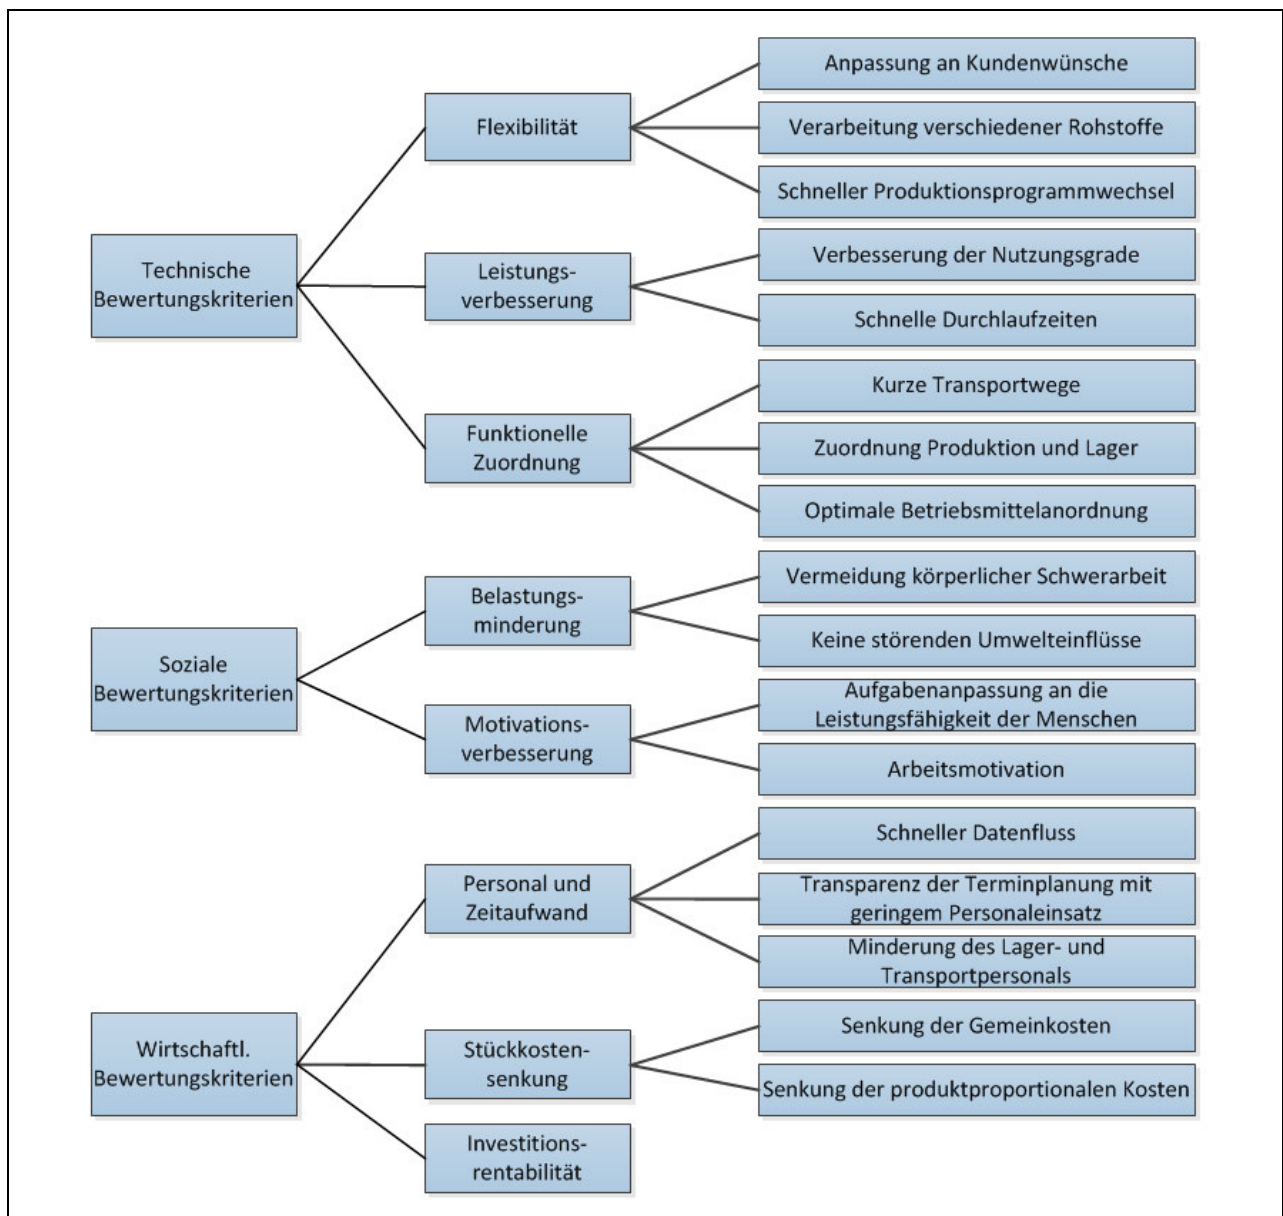 Technische
Bewertungskriterien
Flexibilität
Anpassung an Kundenwünsche
Verarbeitung verschiedener Rohstoffe
Schneller Produktionsprogrammwechsel
Leistungs-
verbesserung
Verbesserung der Nutzungsgrade
Schnelle Durchlaufzeiten
Funktionelle
Zuordnung
Kurze Transportwege
Zuordnung Produktion und Lager
Optimale Betriebsmittelanordnung
Soziale
Bewertungskriterien
Belastungs-
minderung
Vermeidung körperlicher Schwerarbeit
Keine störenden Umwelteinflüsse
Motivations-
verbesserung
Aufgabenanpassung an die
Leistungsfähigkeit der Menschen
Arbeitsmotivation
Wirtschaftl.
Bewertungskriterien
Personal und
Zeitaufwand
Schneller Datenfluss
Transparenz der Terminplanung mit
geringem Personaleinsatz
Minderung des Lager- und
Transportpersonals
Stückkosten-
senkung
Senkung der Gemeinkosten
Senkung der produktproportionalen Kosten
Investitions-
rentabilität